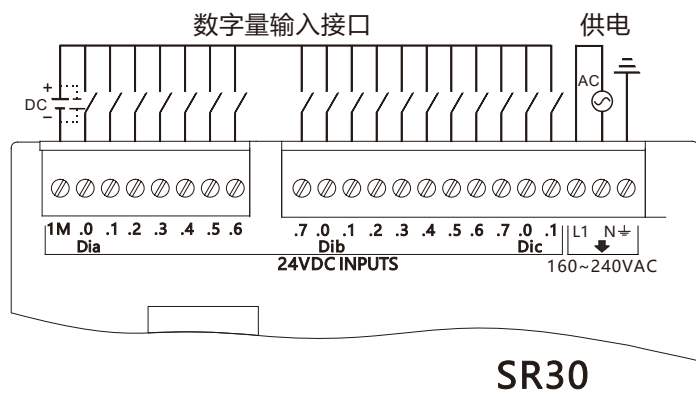 数字量输入接口 供电
+
DC
−
AC
1M .0 .1 .2 .3 .4 .5 .6 .7 .0 .1 .2 .3 .4 .5 .6 .7 .0 .1 L1 N
Dia Dib Dic
24VDC INPUTS
160~240VAC
SR30